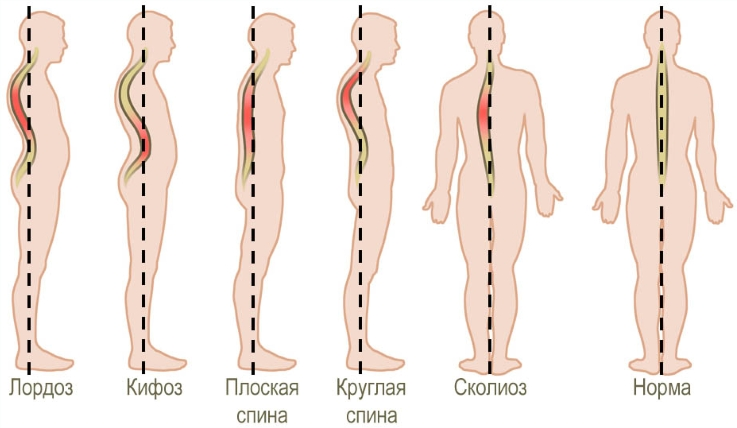 Лордоз
Кифоз
Плоская
спина
Круглая
спина
Сколиоз
Норма